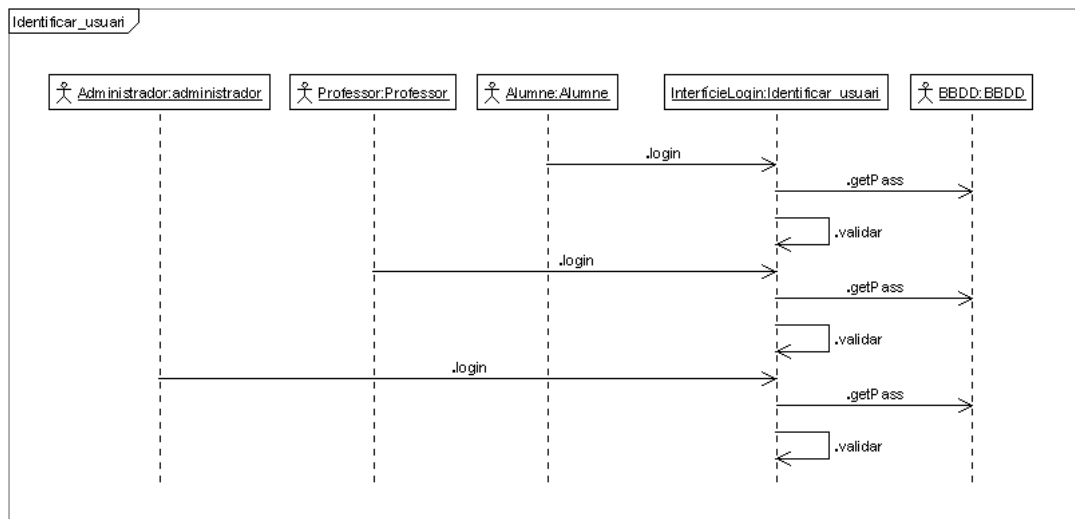 Identificar_usuari
Administrador:administrador
Professor:Professor
Alumne:Alumne
InterfícieLogin:Identificar_usuari
BBDD:BBDD
.login
.getPass
.validar
.login
.getPass
.validar
.login
.getPass
.validar